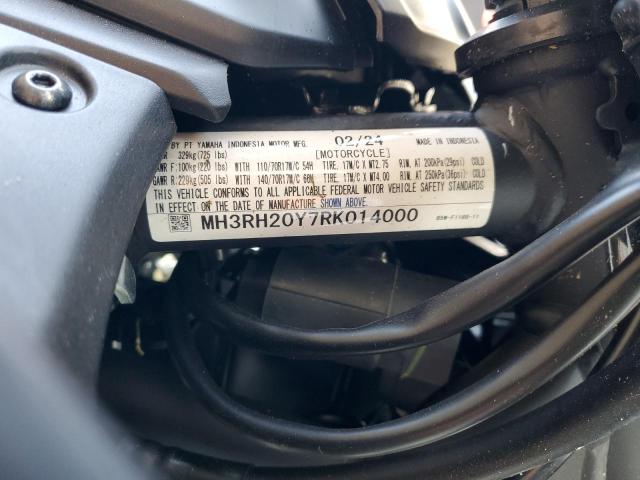 BY PT YAMAHA INDONESIA MOTOR MFG. 02/24 MADE IN INDONESIA
329kg(725 lbs) [MOTORCYCLE]
GAWR F:100kg(220 lbs) WITH 110/70R17M/C 54H TIRE, 17M/C X MT2.75 RIM, AT 200kPa(29psi) COLD
GAWR R:229kg(505 lbs) WITH 140/70R17M/C 66H TIRE, 17M/C X MT4.00 RIM, AT 250kPa(36psi) COLD
THIS VEHICLE CONFORMS TO ALL APPLICABLE FEDERAL MOTOR VEHICLE SAFETY STANDARDS
IN EFFECT ON THE DATE OF MANUFACTURE SHOWN ABOVE.
MH3RH20Y7RK014000